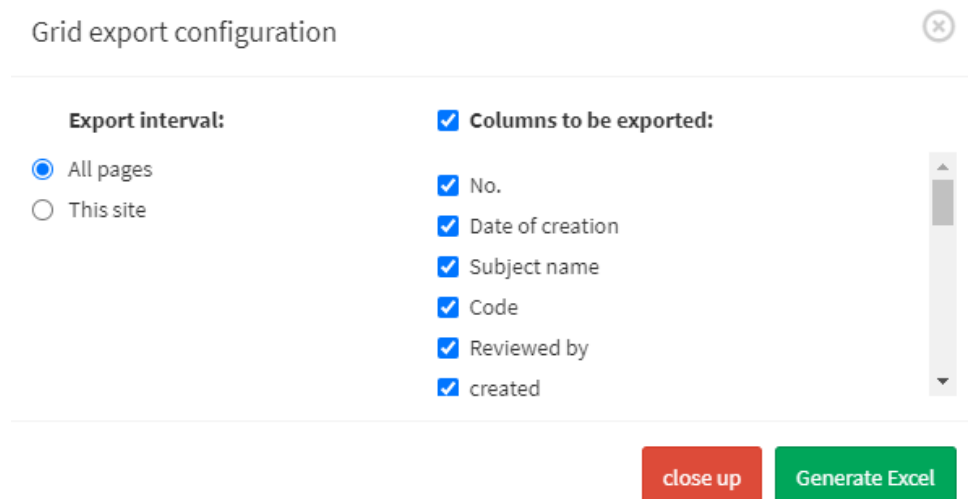 Grid export configuration
Export interval:
All pages
This site
Columns to be exported:
No.
Date of creation
Subject name
Code
Reviewed by
created
close up
Generate Excel